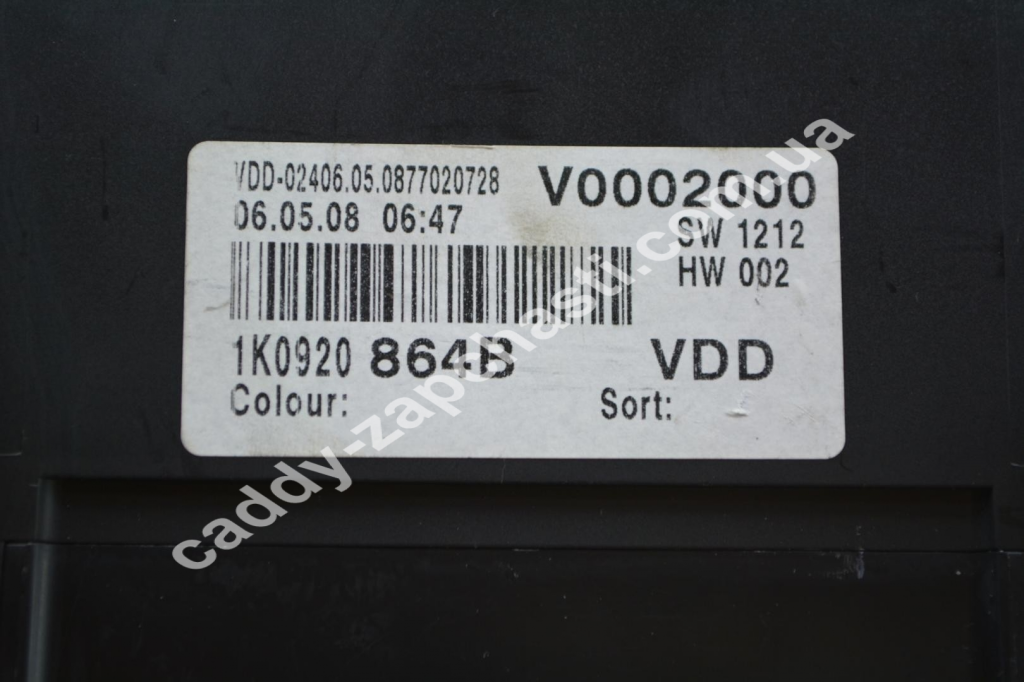 VDD-02406.05.0877020728 V0002000
06.05.08 06:47 SW 1212
HW 002
1K0920 864B VDD
Colour: Sort:
caddy-zapchasti.com.ua